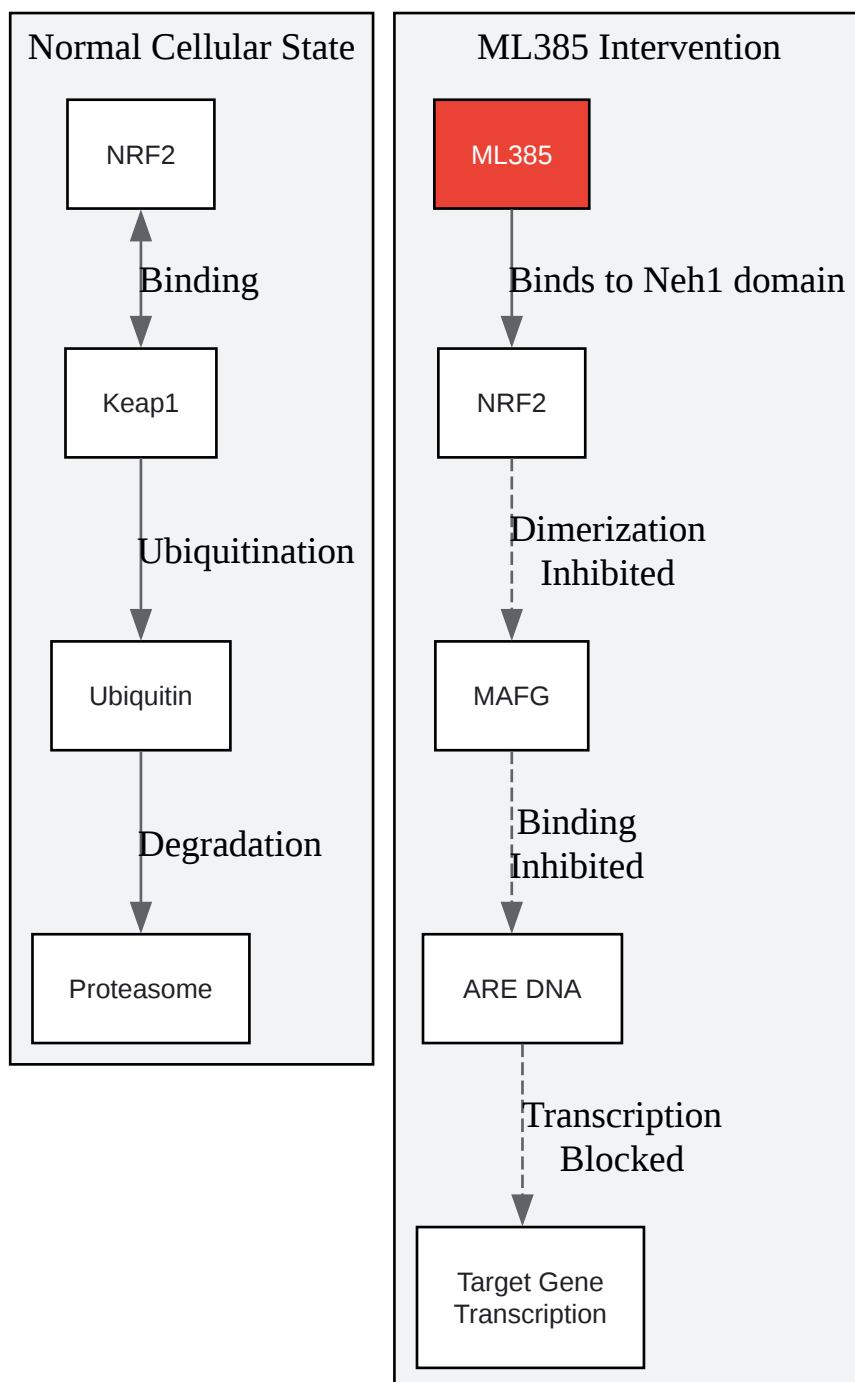 Normal Cellular State
NRF2
Binding
Keap1
Ubiquitination
Ubiquitin
Degradation
Proteasome
ML385 Intervention
ML385
Binds to Neh1 domain
NRF2
Dimerization
Inhibited
MAFG
Binding
Inhibited
ARE DNA
Transcription
Blocked
Target Gene
Transcription